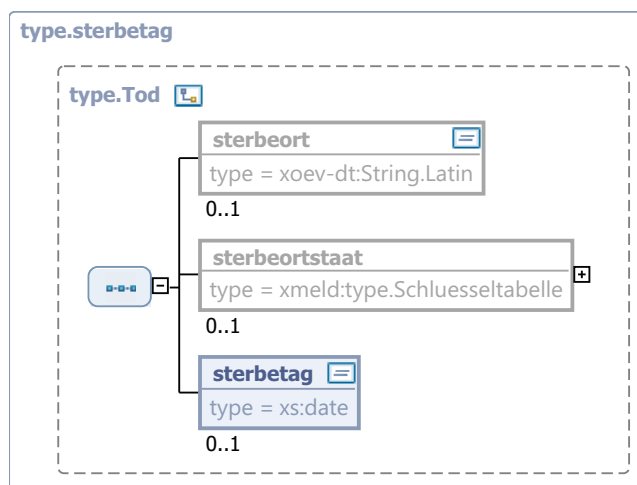 type.sterbetag
type.Tod
sterbeort
type = xoev-dt:String.Latin
0..1
sterbeortstaat
type = xmeld:type.Schluesseltabelle
0..1
sterbetag
type = xs:date
0..1